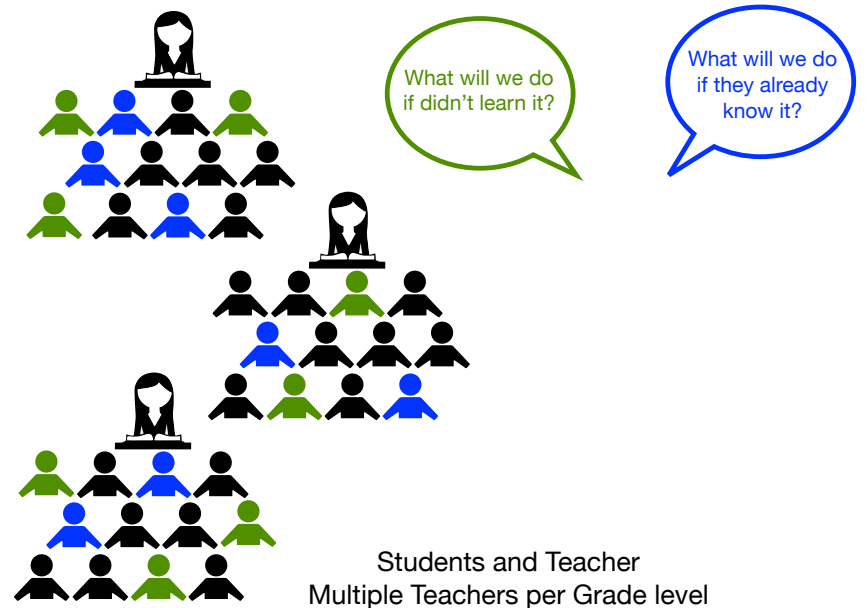 What will we do
if didn’t learn it?
What will we do
if they already
know it?
Students and Teacher
Multiple Teachers per Grade level